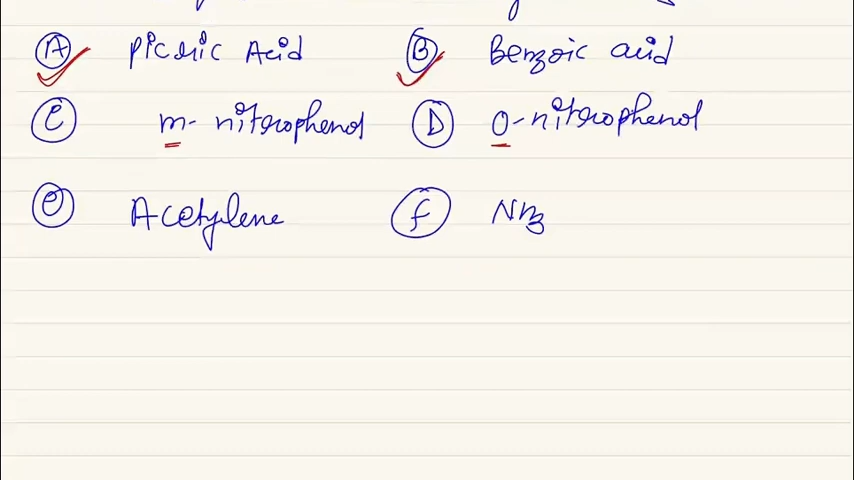 A Picric Acid B Benzoic acid
C m- nitrophenol D O-nitrophenol
e Acetylene f NH3